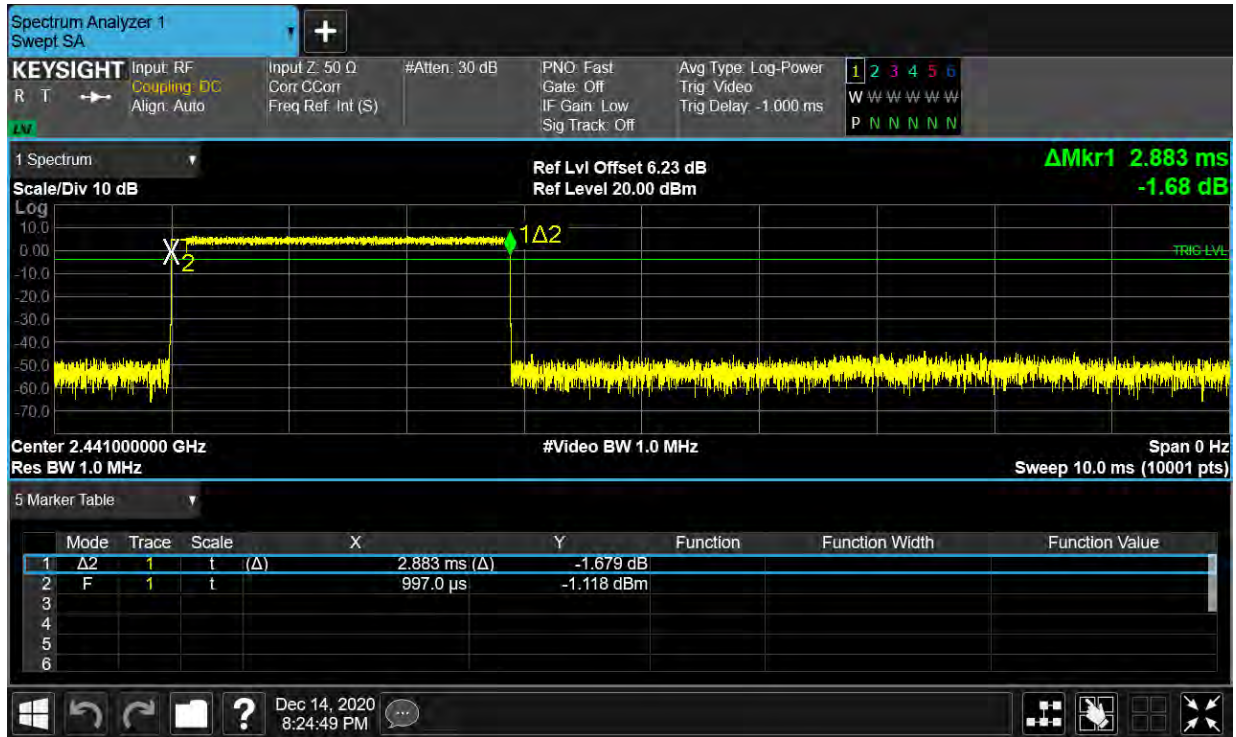 Spectrum Analyzer 1
Swept SA
+
KEYSIGHT Input: RF Input Z: 50 Ω #Atten: 30 dB PNO: Fast Avg Type: Log-Power 1 2 3 4 5 6
R T Coupling: DC Corr CCorr Gate: Off Trig: Video W W W W W W
Align: Auto Freq Ref: Int (S) IF Gain: Low Trig Delay: -1.000 ms
LVI Sig Track: Off P N N N N N
1 Spectrum ΔMkr1 2.883 ms
Ref Lvl Offset 6.23 dB
Scale/Div 10 dB Ref Level 20.00 dBm -1.68 dB
Log
10.0
1Δ2
0.00
2
TRIG LVL
-10.0
-20.0
-30.0
-40.0
-50.0
-60.0
-70.0
Center 2.441000000 GHz #Video BW 1.0 MHz Span 0 Hz
Res BW 1.0 MHz Sweep 10.0 ms (10001 pts)
5 Marker Table
Mode Trace Scale X Y Function Function Width Function Value
1 Δ2 1 t (Δ) 2.883 ms (Δ) -1.679 dB
2 F 1 t 997.0 µs -1.118 dBm
3
4
5
6
? Dec 14, 2020
8:24:49 PM